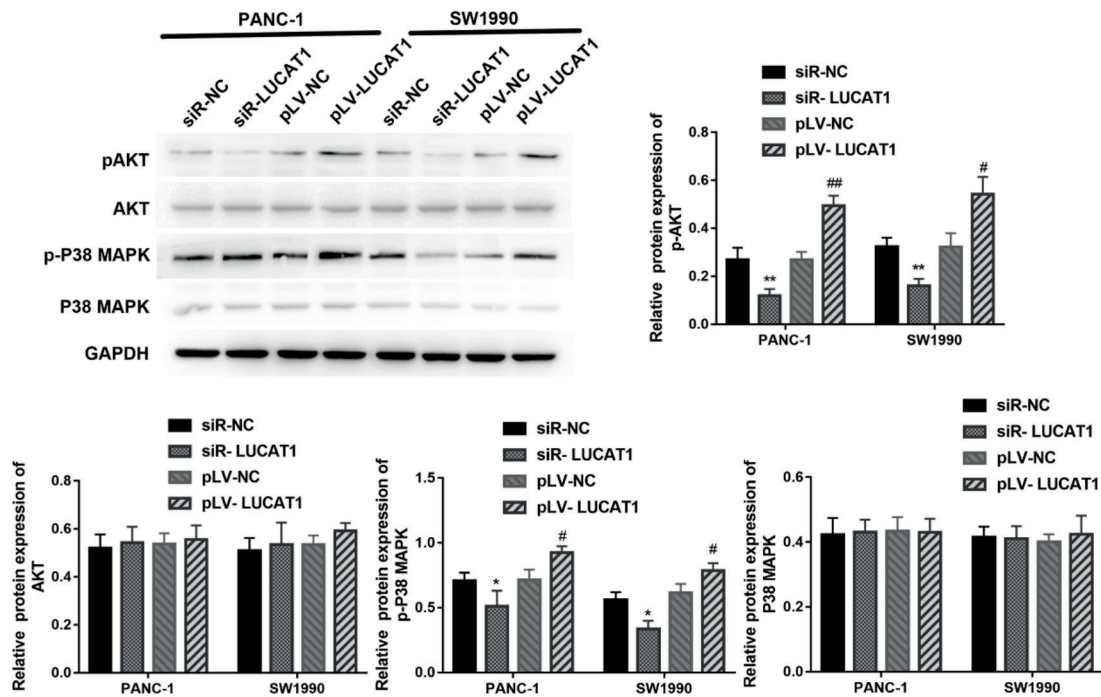 PANC-1
SW1990
siR-NC
siR-LUCAT1
pLV-NC
pLV-LUCAT1
siR-NC
siR-LUCAT1
pLV-NC
pLV-LUCAT1
pAKT
AKT
p-P38 MAPK
P38 MAPK
GAPDH
siR-NC
siR- LUCAT1
pLV-NC
pLV- LUCAT1
Relative protein expression of
p-AKT
0.8
0.6
0.4
0.2
0.0
**
##
**
#
PANC-1
SW1990
siR-NC
siR- LUCAT1
pLV-NC
pLV- LUCAT1
Relative protein expression of
AKT
0.8
0.6
0.4
0.2
0.0
PANC-1
SW1990
siR-NC
siR- LUCAT1
pLV-NC
pLV- LUCAT1
Relative protein expression of
p-P38 MAPK
1.5
1.0
0.5
0.0
*
#
*
#
PANC-1
SW1990
siR-NC
siR- LUCAT1
pLV-NC
pLV- LUCAT1
Relative protein expression of
P38 MAPK
0.6
0.4
0.2
0.0
PANC-1
SW1990